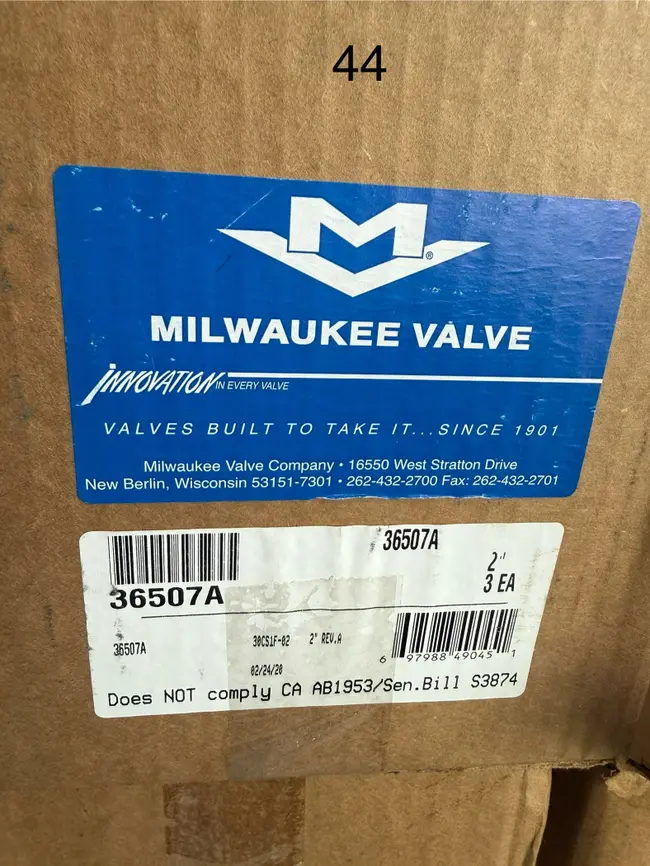 44
M®
MILWAUKEE VALVE
INNOVATION IN EVERY VALVE
VALVES BUILT TO TAKE IT...SINCE 1901
Milwaukee Valve Company • 16550 West Stratton Drive
New Berlin, Wisconsin 53151-7301 • 262-432-2700 Fax: 262-432-2701
36507A
2"
3 EA
36507A
36507A 30CS1F-02 2" REV.A
02/24/20
6 97988 49045 1
Does NOT comply CA AB1953/Sen.Bill S3874